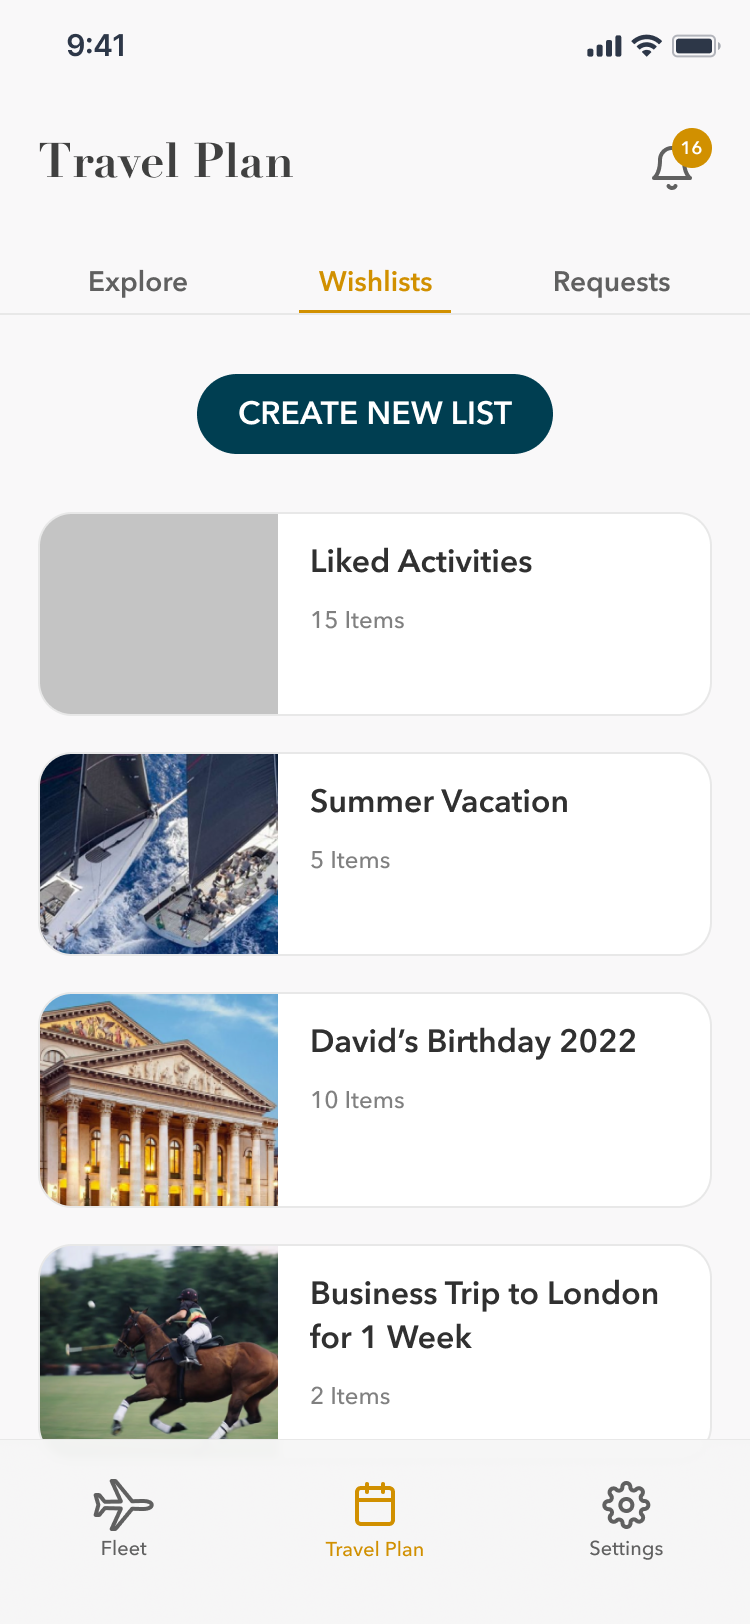 9:41
Travel Plan
16
Explore
Wishlists
Requests
CREATE NEW LIST
Liked Activities
15 Items
Summer Vacation
5 Items
David’s Birthday 2022
10 Items
Business Trip to London
for 1 Week
2 Items
Fleet
Travel Plan
Settings